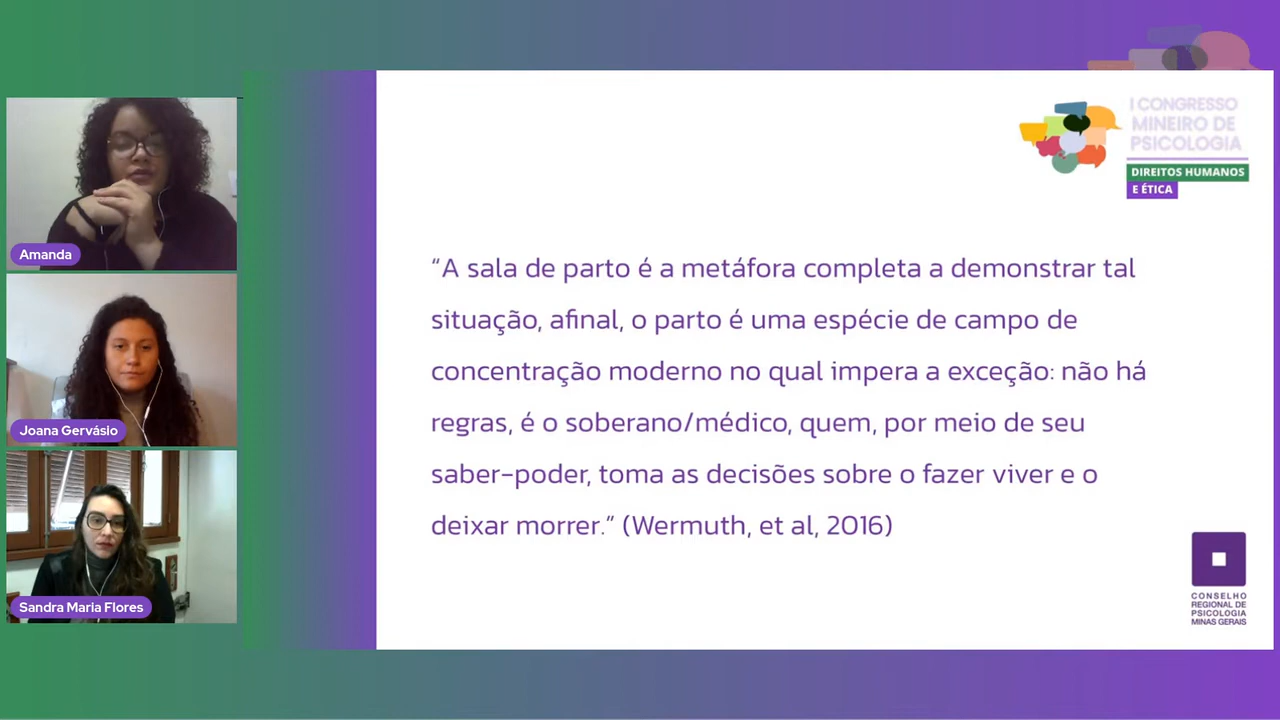 Amanda
Joana Gervásio
Sandra Maria Flores
I CONGRESSO
MINEIRO DE
PSICOLOGIA
DIREITOS HUMANOS
E ÉTICA
“A sala de parto é a metáfora completa a demonstrar tal
situação, afinal, o parto é uma espécie de campo de
concentração moderno no qual impera a exceção: não há
regras, é o soberano/médico, quem, por meio de seu
saber-poder, toma as decisões sobre o fazer viver e o
deixar morrer.” (Wermuth, et al, 2016)
CONSELHO
REGIONAL DE
PSICOLOGIA
MINAS GERAIS